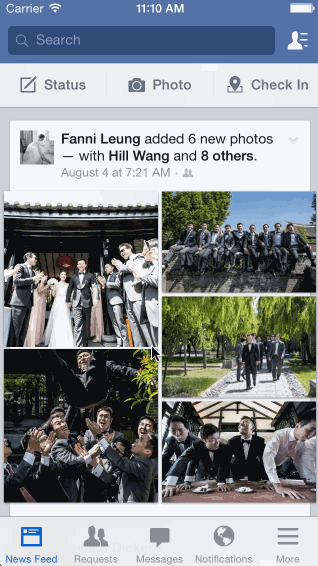 Carrier 11:10 AM
Search
Status Photo Check In
Fanni Leung added 6 new photos
— with Hill Wang and 8 others.
August 4 at 7:21 AM ·
News Feed Requests Messages Notifications More